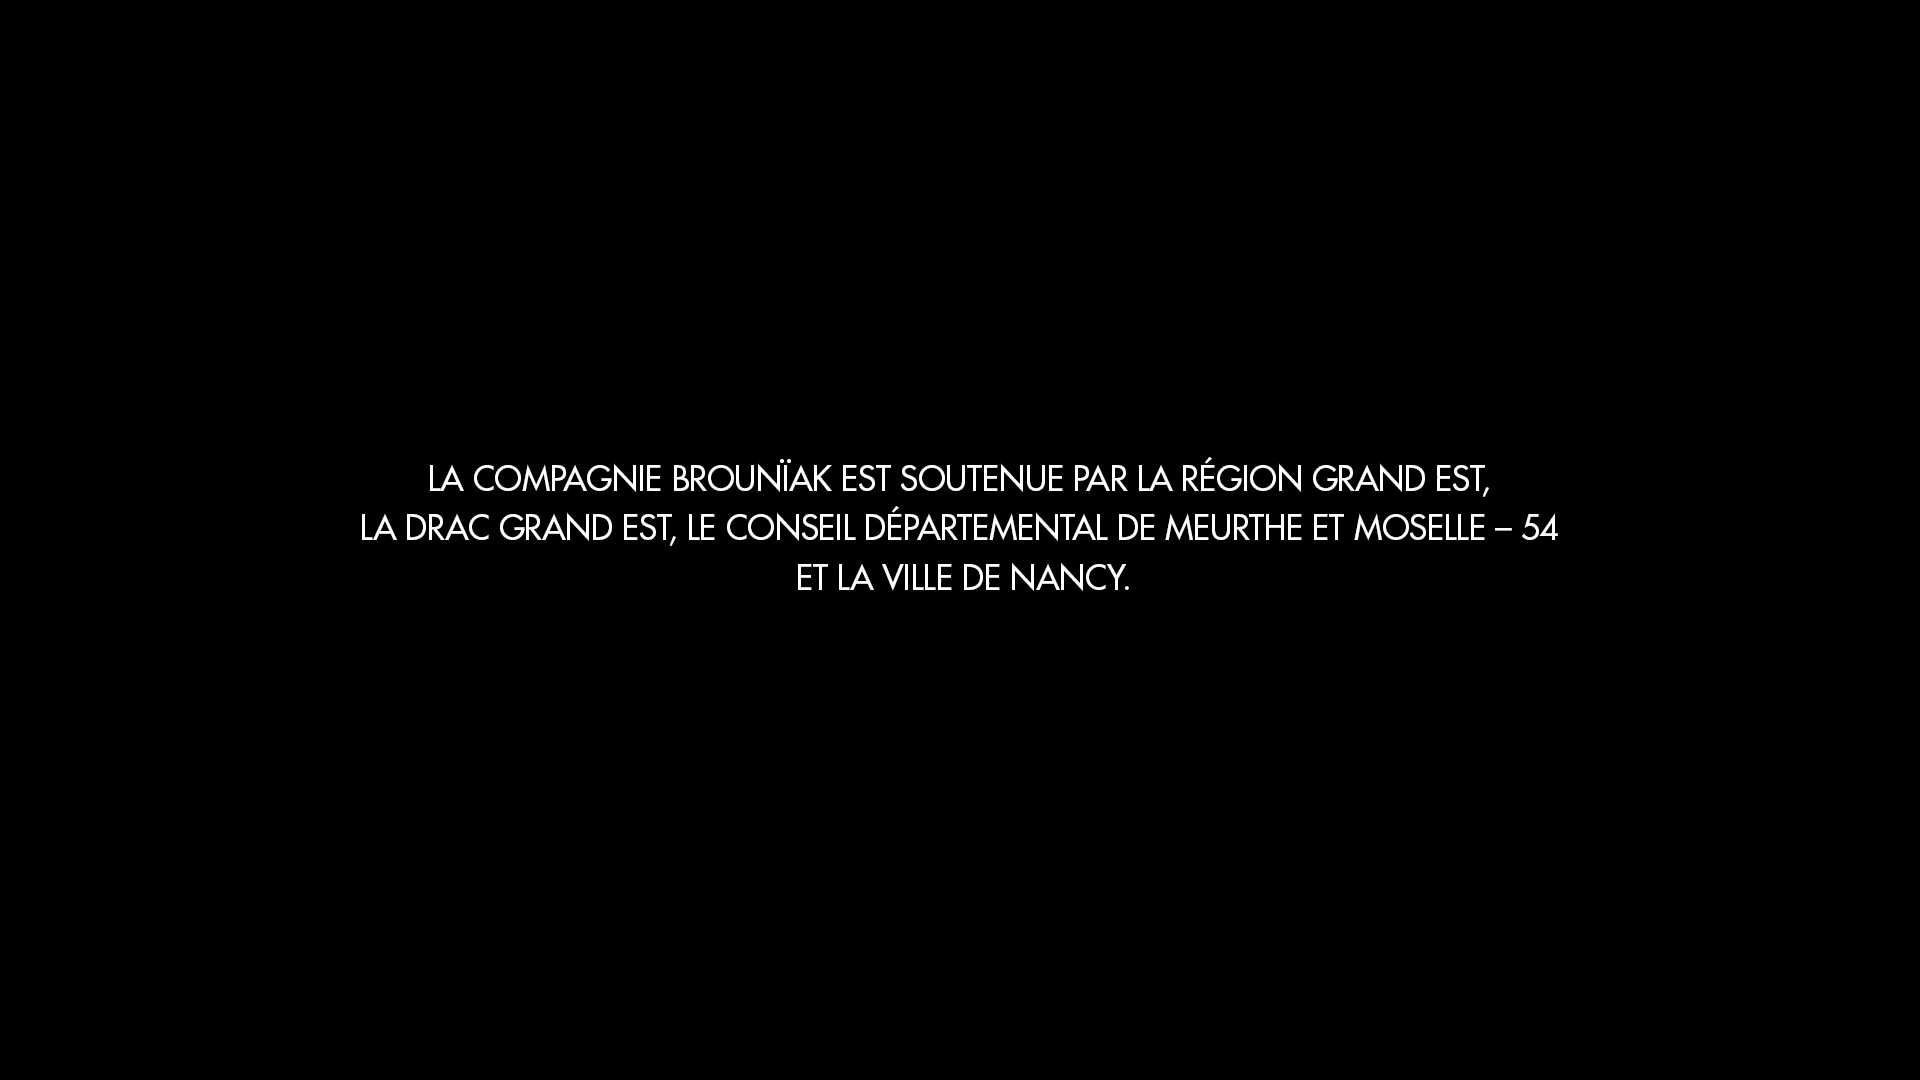 LA COMPAGNIE BROUNÏAK EST SOUTENUE PAR LA RÉGION GRAND EST,
LA DRAC GRAND EST, LE CONSEIL DÉPARTEMENTAL DE MEURTHE ET MOSELLE – 54
ET LA VILLE DE NANCY.